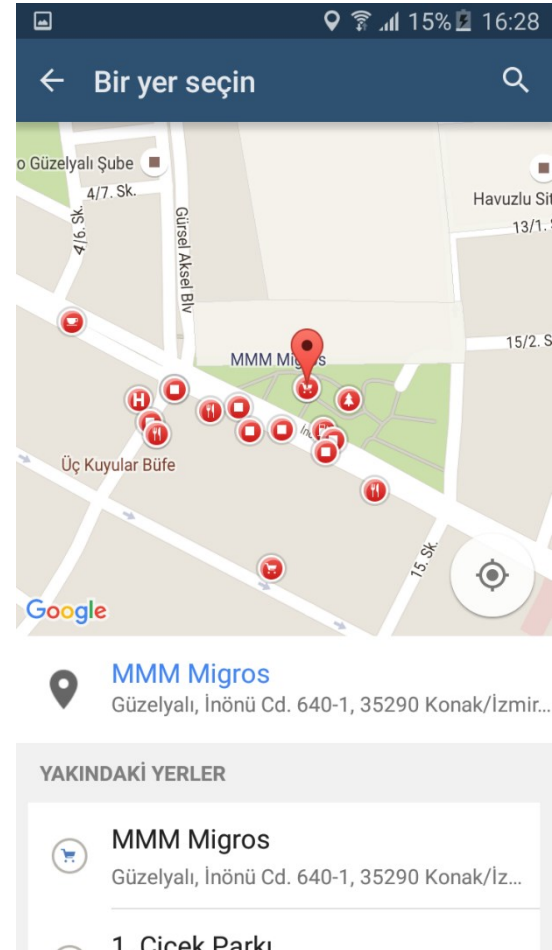 15% 16:28
Bir yer seçin
o Güzelyalı Şube
4/7. Sk.
4/6. Sk.
Gürsel Aksel Blv
Havuzlu Sit
13/1. S
15/2. S
MMM Migros
H
Üç Kuyular Büfe
15. Sk.
Google
MMM Migros
Güzelyalı, İnönü Cd. 640-1, 35290 Konak/İzmir...
YAKINDAKİ YERLER
MMM Migros
Güzelyalı, İnönü Cd. 640-1, 35290 Konak/İz...
1. Çiçek Parkı